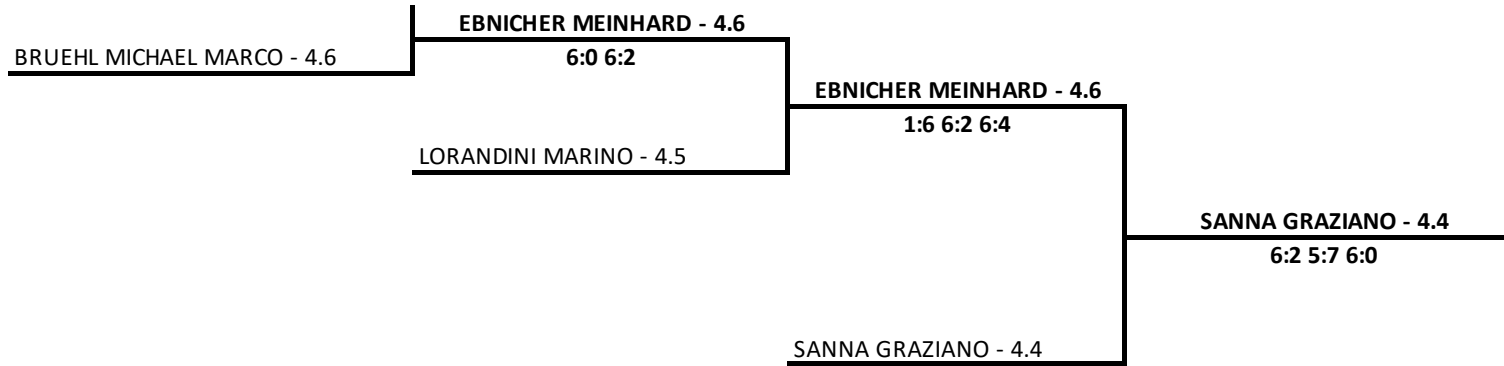 EBNICHER MEINHARD - 4.6
BRUEHL MICHAEL MARCO - 4.6
6:0 6:2
EBNICHER MEINHARD - 4.6
1:6 6:2 6:4
LORANDINI MARINO - 4.5
SANNA GRAZIANO - 4.4
6:2 5:7 6:0
SANNA GRAZIANO - 4.4